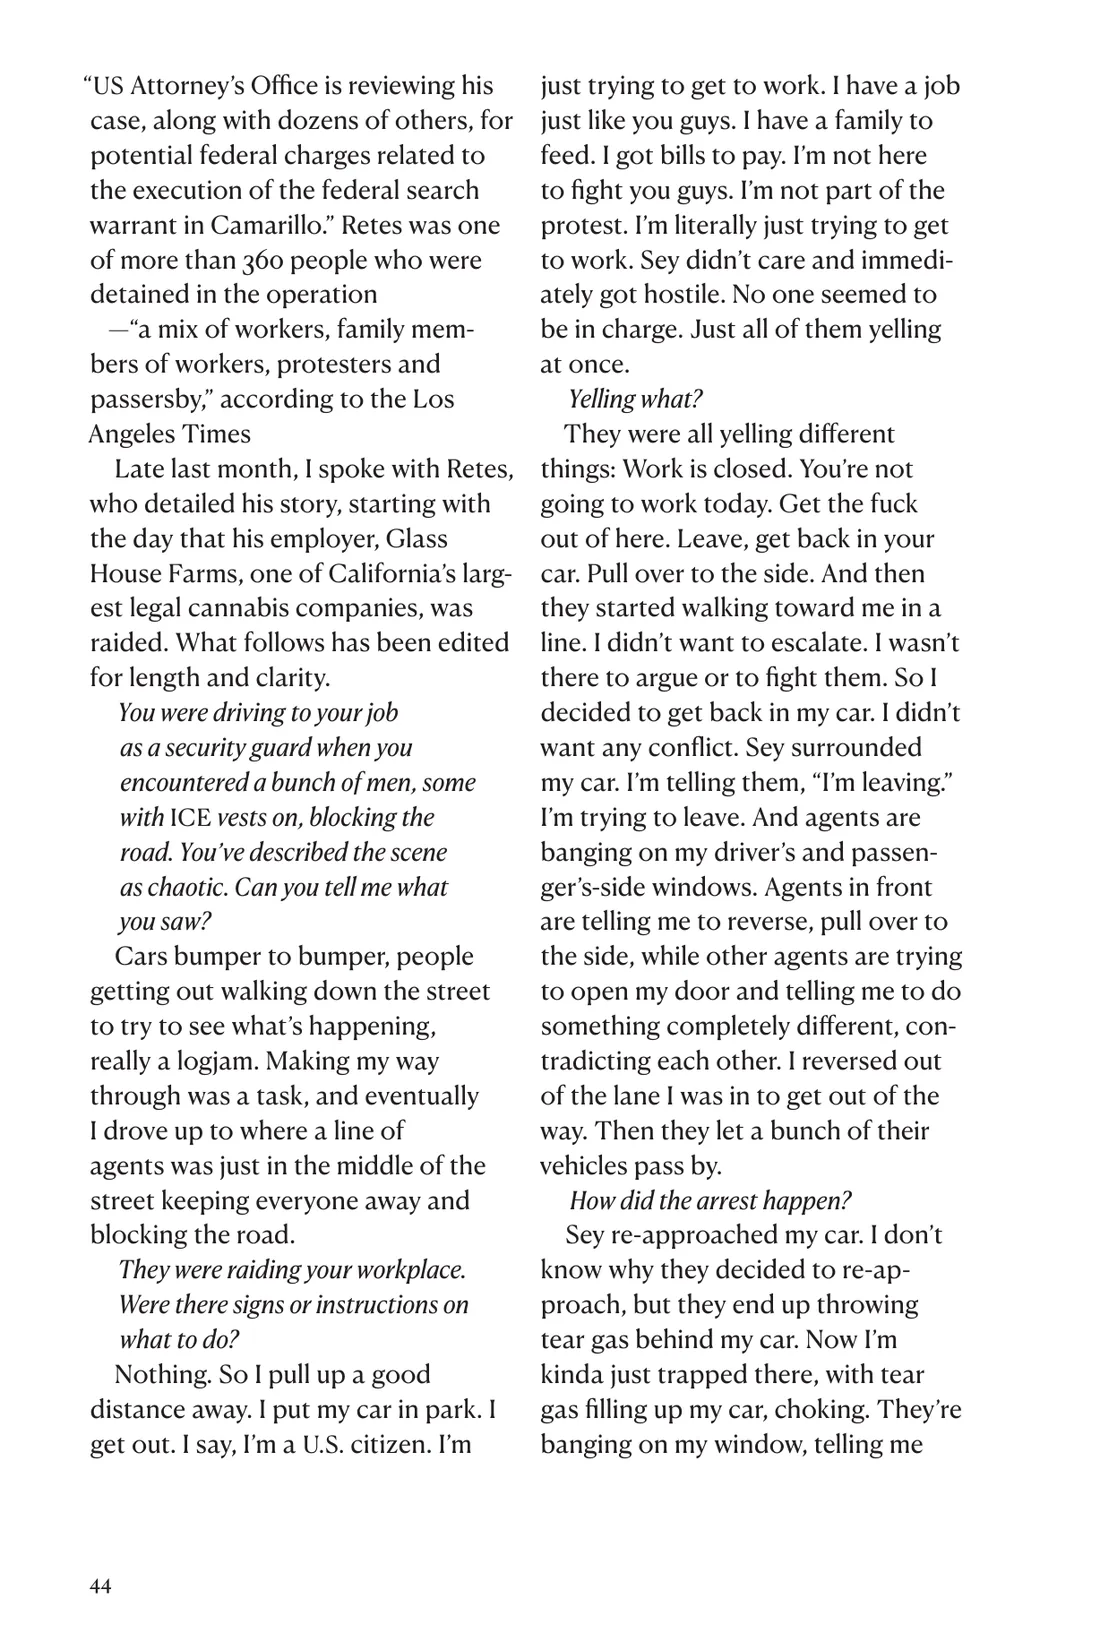 “US Attorney’s Office is reviewing his
case, along with dozens of others, for
potential federal charges related to
the execution of the federal search
warrant in Camarillo.” Retes was one
of more than 360 people who were
detained in the operation
—“a mix of workers, family mem-
bers of workers, protesters and
passersby,” according to the Los
Angeles Times
Late last month, I spoke with Retes,
who detailed his story, starting with
the day that his employer, Glass
House Farms, one of California’s larg-
est legal cannabis companies, was
raided. What follows has been edited
for length and clarity.
You were driving to your job
as a security guard when you
encountered a bunch of men, some
with ICE vests on, blocking the
road. You’ve described the scene
as chaotic. Can you tell me what
you saw?
Cars bumper to bumper, people
getting out walking down the street
to try to see what’s happening,
really a logjam. Making my way
through was a task, and eventually
I drove up to where a line of
agents was just in the middle of the
street keeping everyone away and
blocking the road.
They were raiding your workplace.
Were there signs or instructions on
what to do?
Nothing. So I pull up a good
distance away. I put my car in park. I
get out. I say, I’m a U.S. citizen. I’m
just trying to get to work. I have a job
just like you guys. I have a family to
feed. I got bills to pay. I’m not here
to fight you guys. I’m not part of the
protest. I’m literally just trying to get
to work. Sey didn’t care and immedi-
ately got hostile. No one seemed to
be in charge. Just all of them yelling
at once.
Yelling what?
They were all yelling different
things: Work is closed. You’re not
going to work today. Get the fuck
out of here. Leave, get back in your
car. Pull over to the side. And then
they started walking toward me in a
line. I didn’t want to escalate. I wasn’t
there to argue or to fight them. So I
decided to get back in my car. I didn’t
want any conflict. Sey surrounded
my car. I’m telling them, “I’m leaving.”
I’m trying to leave. And agents are
banging on my driver’s and passen-
ger’s-side windows. Agents in front
are telling me to reverse, pull over to
the side, while other agents are trying
to open my door and telling me to do
something completely different, con-
tradicting each other. I reversed out
of the lane I was in to get out of the
way. Then they let a bunch of their
vehicles pass by.
How did the arrest happen?
Sey re-approached my car. I don’t
know why they decided to re-ap-
proach, but they end up throwing
tear gas behind my car. Now I’m
kinda just trapped there, with tear
gas filling up my car, choking. They’re
banging on my window, telling me
44